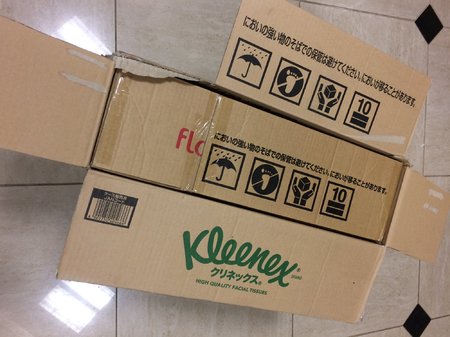 においの強い物のそばでの保管は避けてください。においが移ることがあります。
10
flo
においの強い物のそばでの保管は避けてください。においが移ることがあります。
10
Kleenex®
BRAND
クリネックス®
HIGH QUALITY FACIAL TISSUES